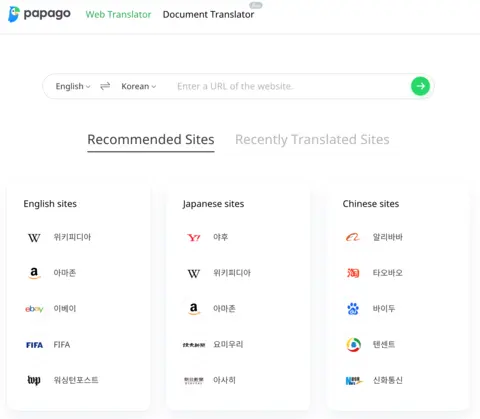 papago Web Translator Document Translator
English Korean Enter a URL of the website.
Recommended Sites Recently Translated Sites
English sites
W 위키피디아
a 아마존
ebay 이베이
FIFA FIFA
wp 워싱턴포스트
Japanese sites
Y! 야후
W 위키피디아
a 아마존
讀賣新聞 요미우리
朝日新聞 DIGITAL 아사히
Chinese sites
알리바바
淘 타오바오
바이두
텐센트
신화통신